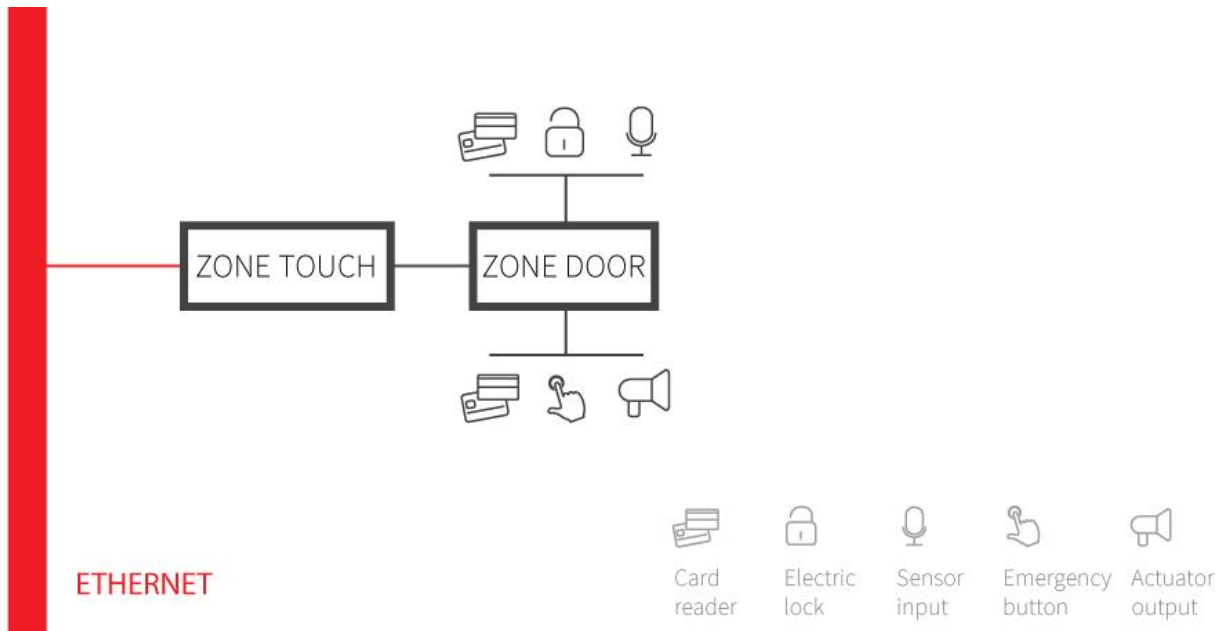 ZONE TOUCH
ZONE DOOR
ETHERNET
Card
reader
Electric
lock
Sensor
input
Emergency
button
Actuator
output